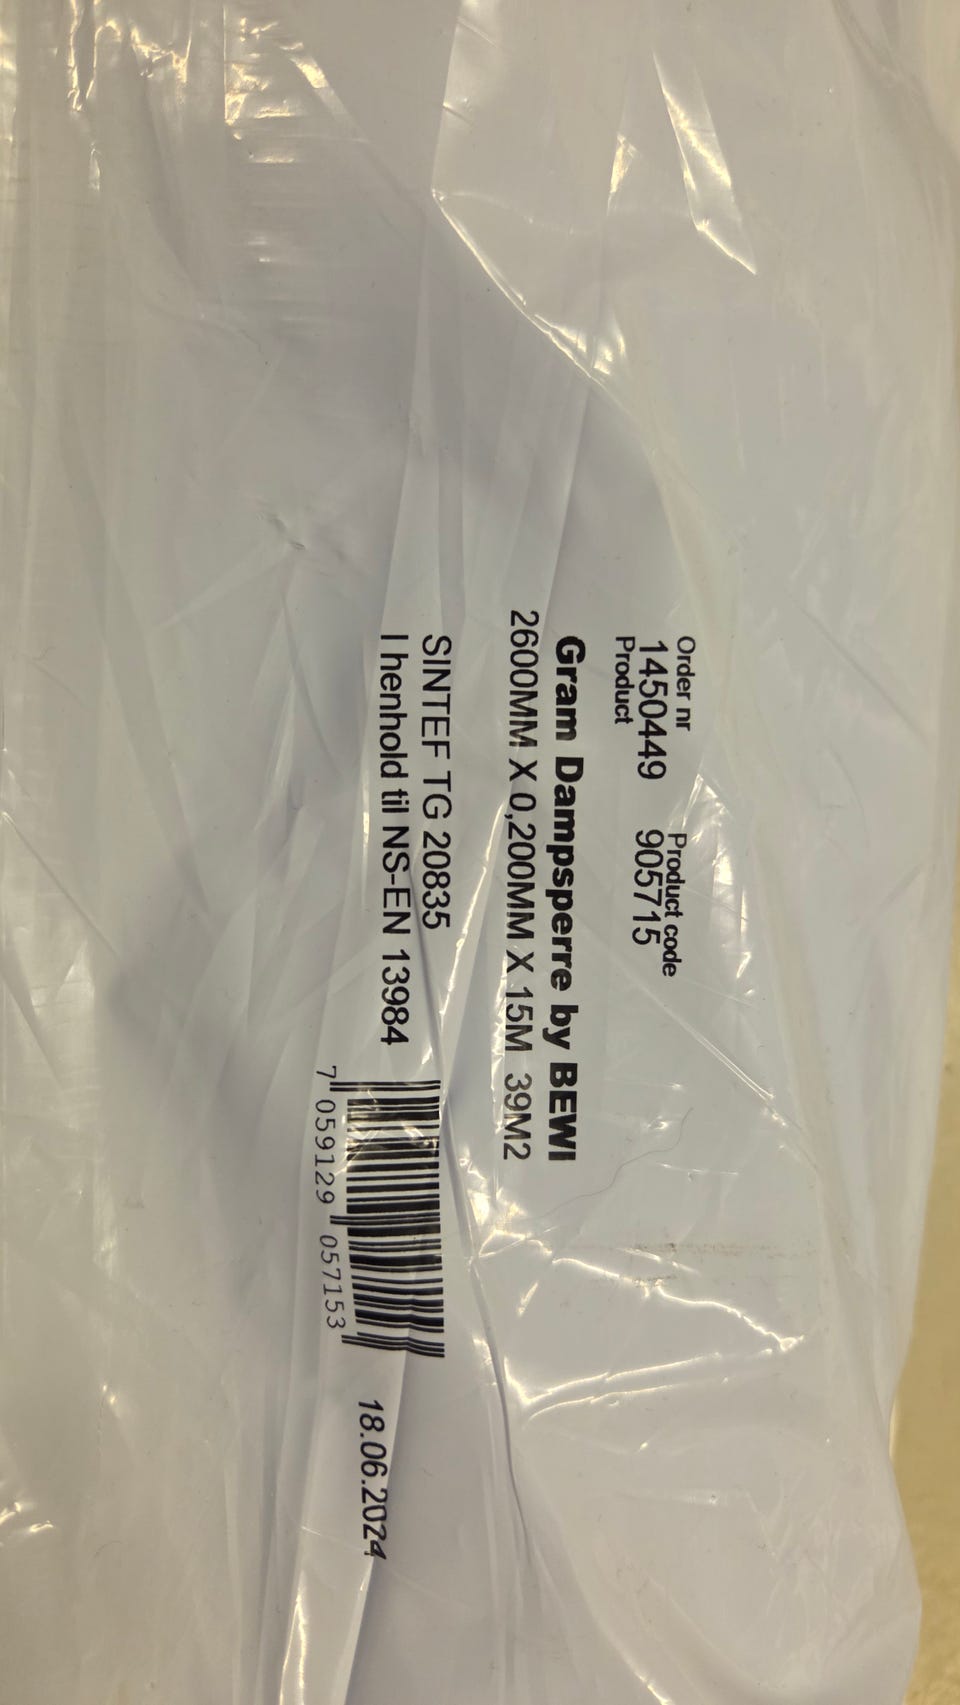 Order nr Product code
1450449 905715
Product
Gram Dampsperre by BEWI
2600MM X 0,200MM X 15M 39M2
SINTEF TG 20835
I henhold til NS-EN 13984
7 059129 057153
18.06.2024